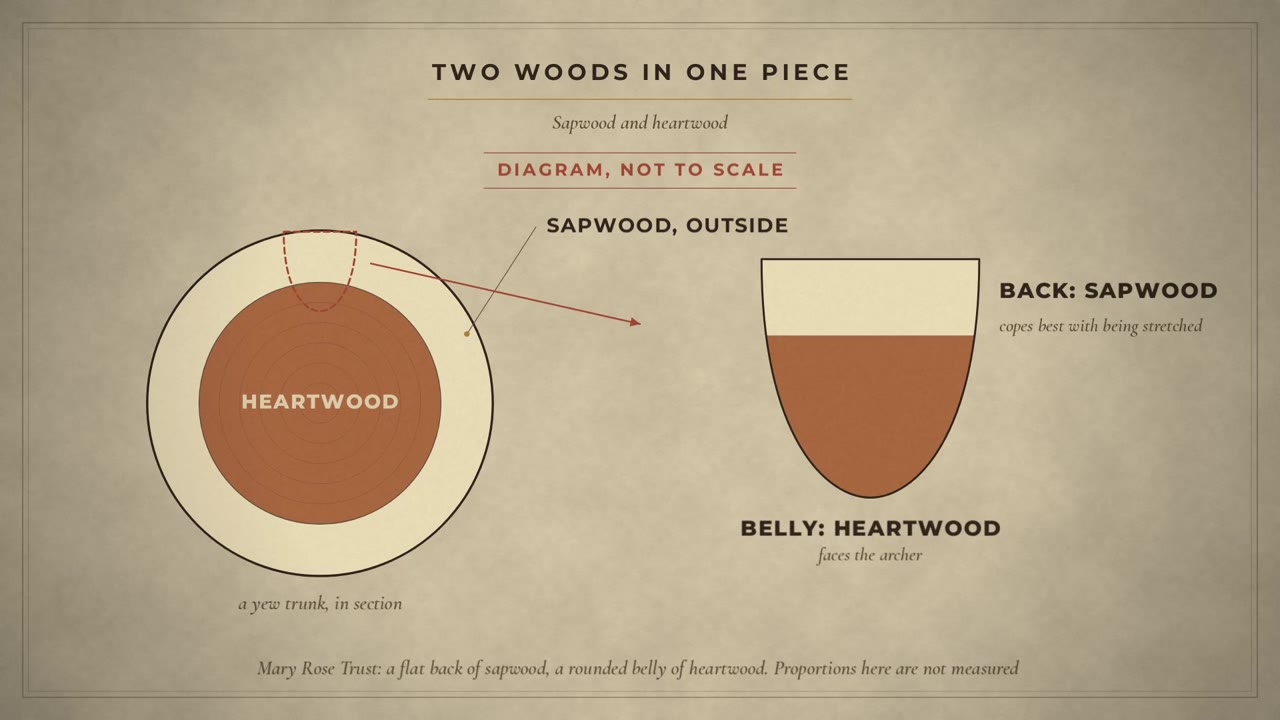 TWO WOODS IN ONE PIECE
Sapwood and heartwood
DIAGRAM, NOT TO SCALE
SAPWOOD, OUTSIDE
BACK: SAPWOOD
copes best with being stretched
HEARTWOOD
BELLY: HEARTWOOD
faces the archer
a yew trunk, in section
Mary Rose Trust: a flat back of sapwood, a rounded belly of heartwood. Proportions here are not measured